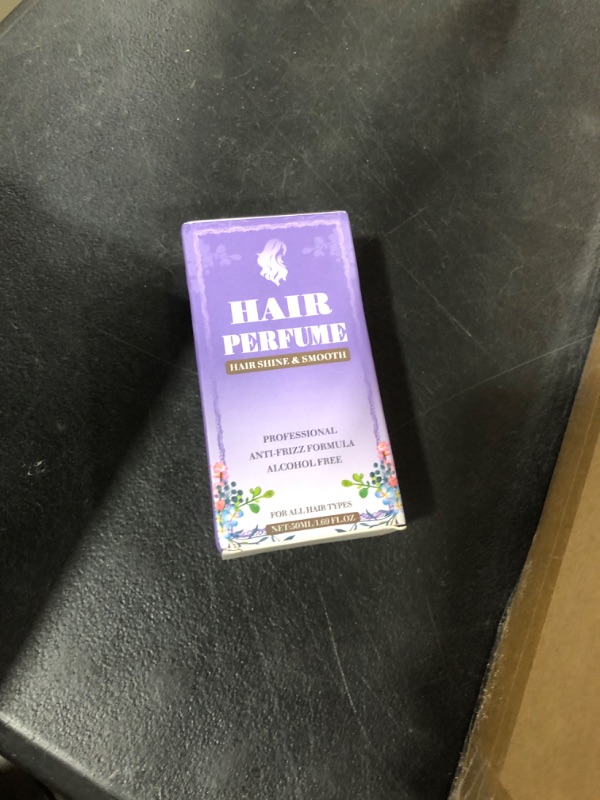 HAIR
PERFUME
HAIR SHINE & SMOOTH
PROFESSIONAL
ANTI-FRIZZ FORMULA
ALCOHOL FREE
FOR ALL HAIR TYPES
NET:50ML/1.69 FL.OZ